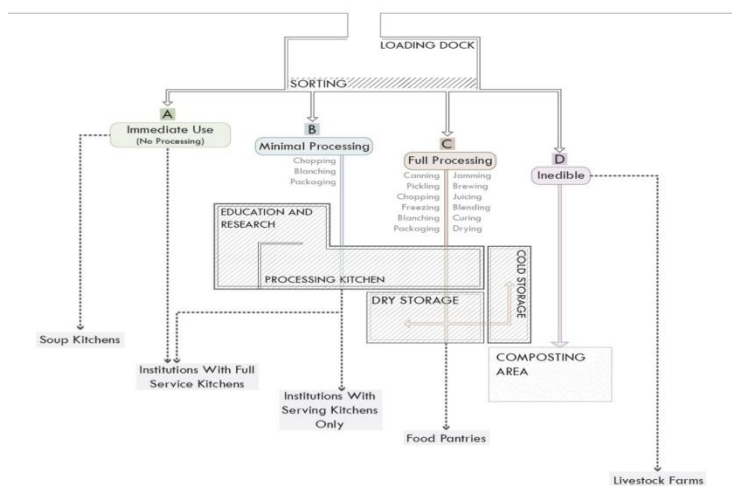 LOADING DOCK
SORTING
A
Immediate Use
(No Processing)
B
Minimal Processing
Chopping
Blanching
Packaging
C
Full Processing
Canning Jamming
Pickling Brewing
Chopping Juicing
Freezing Blending
Blanching Curing
Packaging Drying
D
Inedible
EDUCATION AND
RESEARCH
PROCESSING KITCHEN
COLD STORAGE
DRY STORAGE
Soup Kitchens
Institutions With Full
Service Kitchens
Institutions With
Serving Kitchens
Only
COMPOSTING
AREA
Food Pantries
Livestock Farms